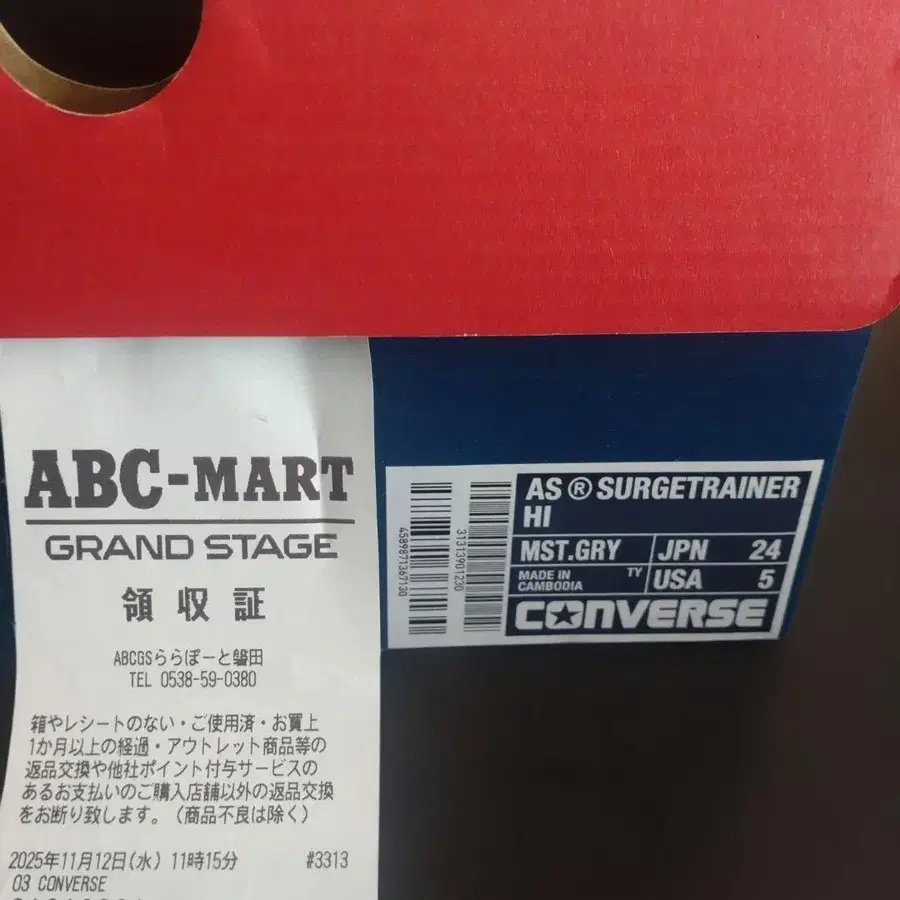 ABC-MART
GRAND STAGE
領収証
ABCGSららぽーと磐田
TEL 0538-59-0380
箱やレシートのない・ご使用済・お買上
1か月以上の経過・アウトレット商品等の
返品交換や他社ポイント付与サービスの
あるお支払いのご購入店舗以外の返品交換
をお断り致します。（商品不良は除く）
2025年11月12日(水) 11時15分 #3313
03 CONVERSE
4589871367130
31313901230
AS ® SURGETRAINER
HI
MST.GRY JPN 24
MADE IN CAMBODIA TY USA 5
CONVERSE